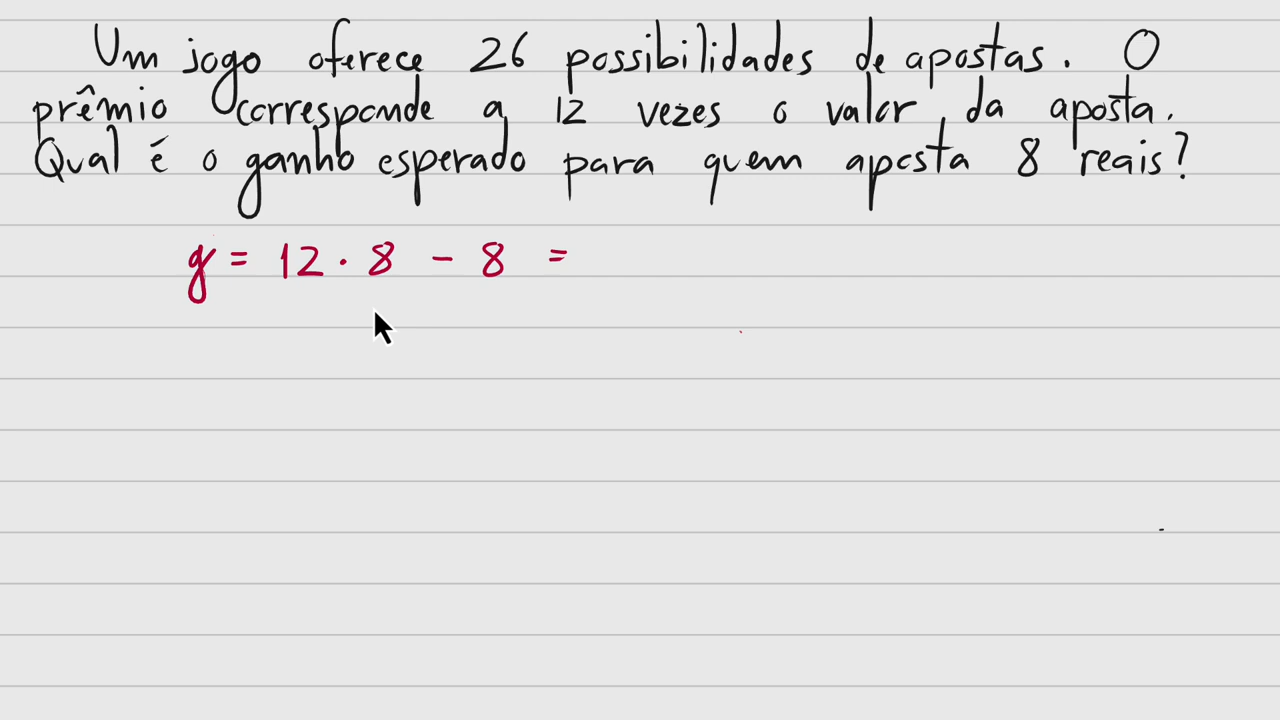 Um jogo oferece 26 possibilidades de apostas. O
prêmio corresponde a 12 vezes o valor da aposta.
Qual é o ganho esperado para quem aposta 8 reais?
g = 12 · 8 - 8 =